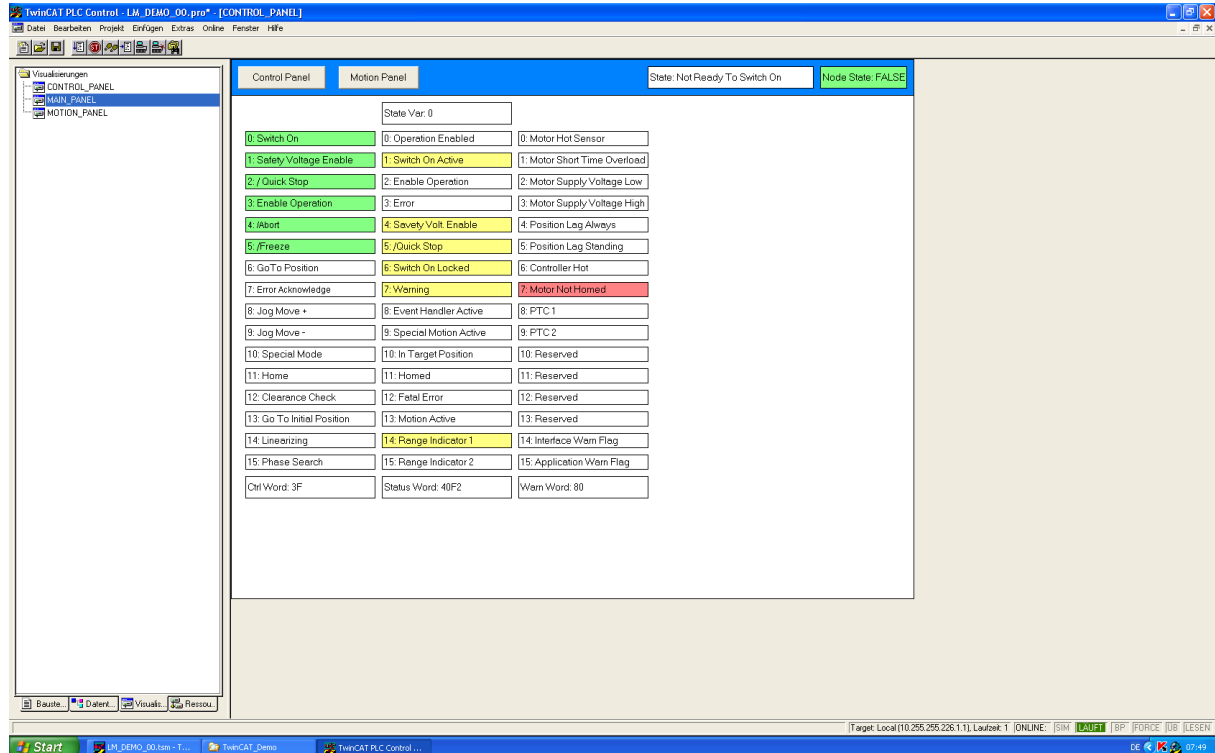 TwinCAT PLC Control - LM_DEMO_00.pro* - [CONTROL_PANEL]
Datei Bearbeiten Projekt Einfügen Extras Online Fenster Hilfe
Visualisierungen
CONTROL_PANEL
MAIN_PANEL
MOTION_PANEL
Control Panel Motion Panel State: Not Ready To Switch On Node State: FALSE
State Var: 0
0: Switch On 0: Operation Enabled 0: Motor Hot Sensor
1: Safety Voltage Enable 1: Switch On Active 1: Motor Short Time Overload
2: / Quick Stop 2: Enable Operation 2: Motor Supply Voltage Low
3: Enable Operation 3: Error 3: Motor Supply Voltage High
4: /Abort 4: Savety Volt. Enable 4: Position Lag Always
5: /Freeze 5: /Quick Stop 5: Position Lag Standing
6: GoTo Position 6: Switch On Locked 6: Controller Hot
7: Error Acknowledge 7: Warning 7: Motor Not Homed
8: Jog Move + 8: Event Handler Active 8: PTC 1
9: Jog Move - 9: Special Motion Active 9: PTC 2
10: Special Mode 10: In Target Position 10: Reserved
11: Home 11: Homed 11: Reserved
12: Clearance Check 12: Fatal Error 12: Reserved
13: Go To Initial Position 13: Motion Active 13: Reserved
14: Linearizing 14: Range Indicator 1 14: Interface Warn Flag
15: Phase Search 15: Range Indicator 2 15: Application Warn Flag
Ctrl Word: 3F Status Word: 40F2 Warn Word: 80
Bauste... Datent... Visualis... Ressou...
Target: Local (10.255.255.226.1.1), Laufzeit: 1 ONLINE: SIM LÄUFT BP FORCE ÜB LESEN
Start LM_DEMO_00.tsm - T... TwinCAT_Demo TwinCAT PLC Control ... DE 07:49